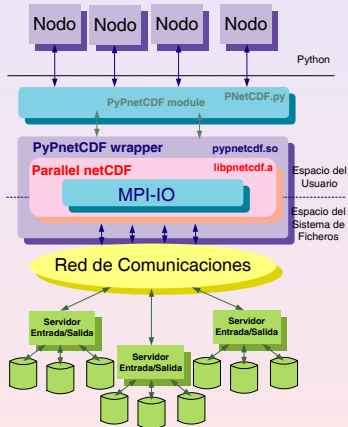 Nodo Nodo Nodo Nodo
Python
PyPnetCDF module PNetCDF.py
PyPnetCDF wrapper pypnetcdf.so
Parallel netCDF libpnetcdf.a
MPI-IO
Espacio del
Usuario
Espacio del
Sistema de
Ficheros
Red de Comunicaciones
Servidor
Entrada/Salida
Servidor
Entrada/Salida
Servidor
Entrada/Salida